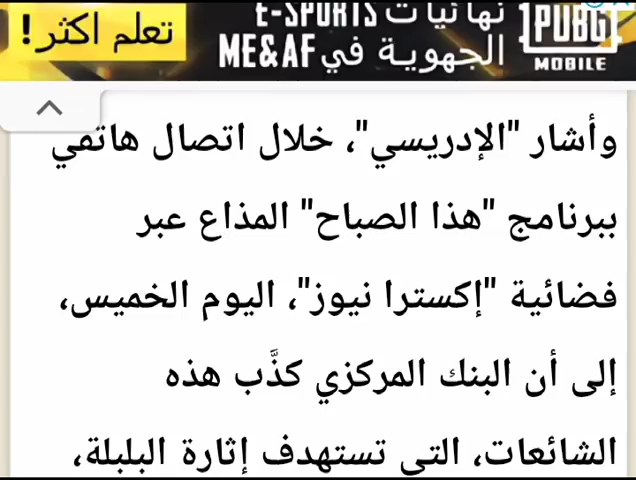 نهائيات E-SPORTS
الجهوية في ME&AF
PUBG
MOBILE
تعلم اكثر!
وأشار "الإدريسي"، خلال اتصال هاتفي
ببرنامج "هذا الصباح" المذاع عبر
فضائية "إكسترا نيوز"، اليوم الخميس،
إلى أن البنك المركزي كذَّب هذه
الشائعات، التي تستهدف إثارة البلبلة،